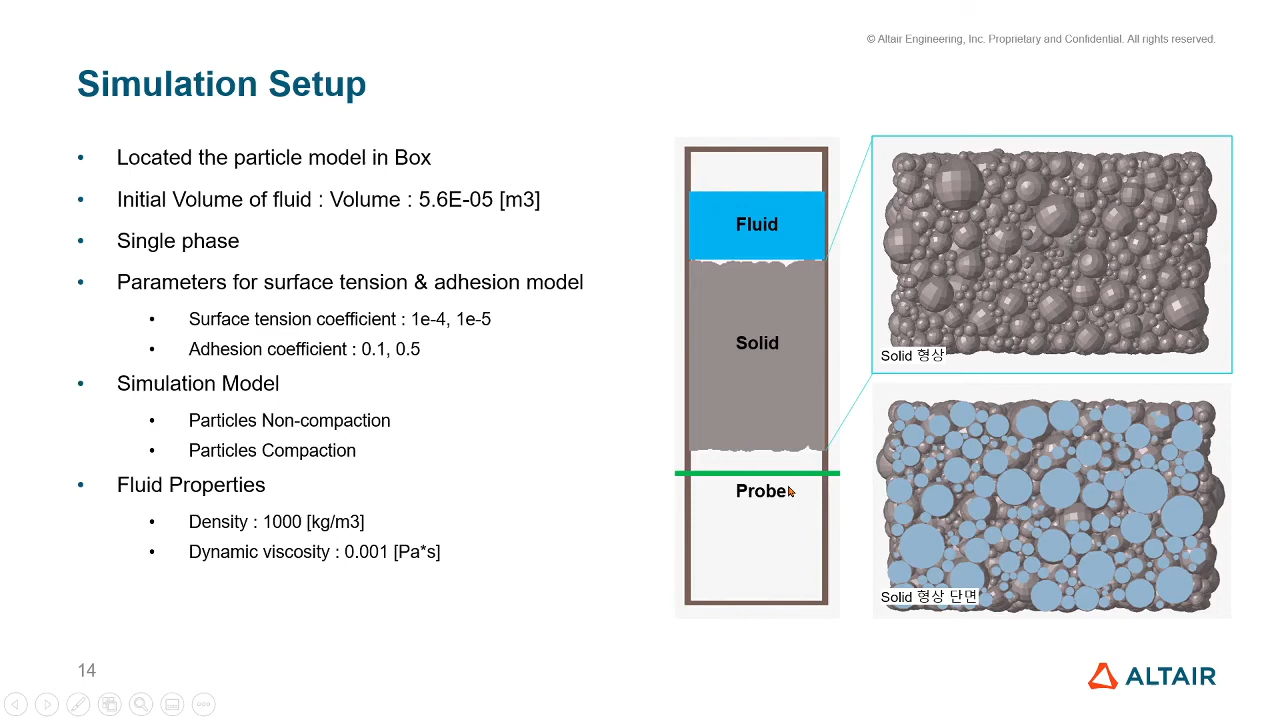 © Altair Engineering, Inc. Proprietary and Confidential. All rights reserved.
Simulation Setup
• Located the particle model in Box
• Initial Volume of fluid : Volume : 5.6E-05 [m3]
• Single phase
• Parameters for surface tension & adhesion model
• Surface tension coefficient : 1e-4, 1e-5
• Adhesion coefficient : 0.1, 0.5
• Simulation Model
• Particles Non-compaction
• Particles Compaction
• Fluid Properties
• Density : 1000 [kg/m3]
• Dynamic viscosity : 0.001 [Pa*s]
Fluid
Solid
Probe
Solid 형상
Solid 형상 단면
14
ALTAIR